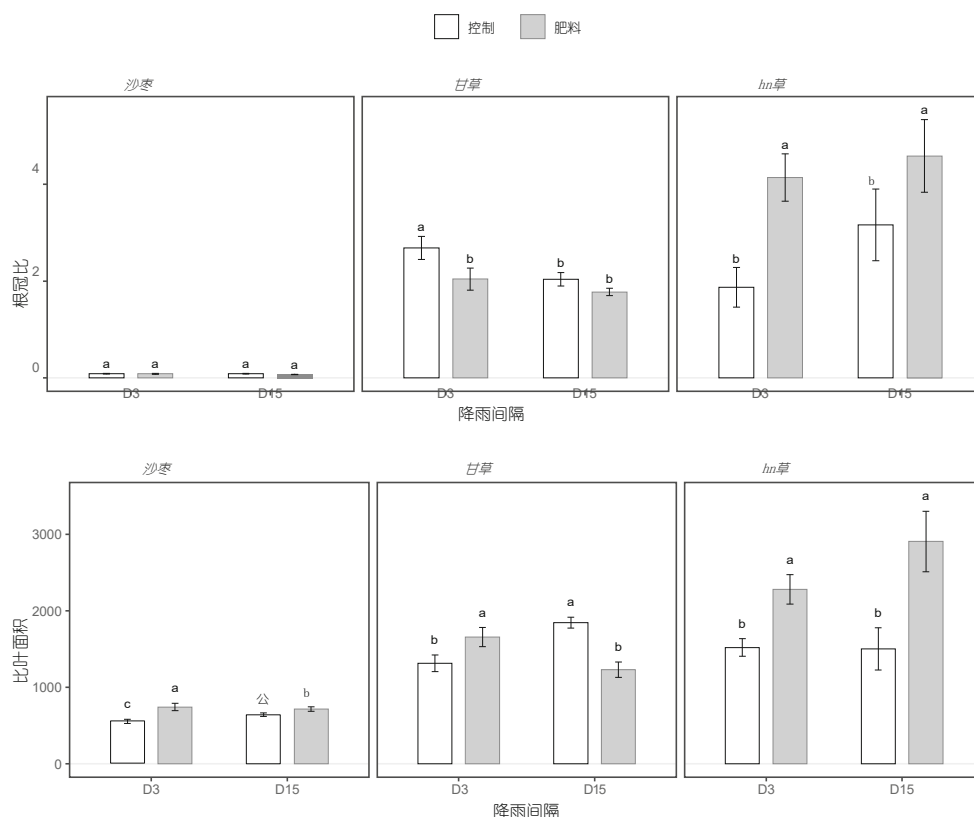 控制 肥料
沙枣 甘草 hn草
4
2
0
根冠比
a a a a
a b b b
b a b a
D3 D15 D3 D15 D3 D15
降雨间隔
沙枣 甘草 hn草
3000
2000
1000
0
比叶面积
c a 公 b
b a a b
b a b a
D3 D15 D3 D15 D3 D15
降雨间隔